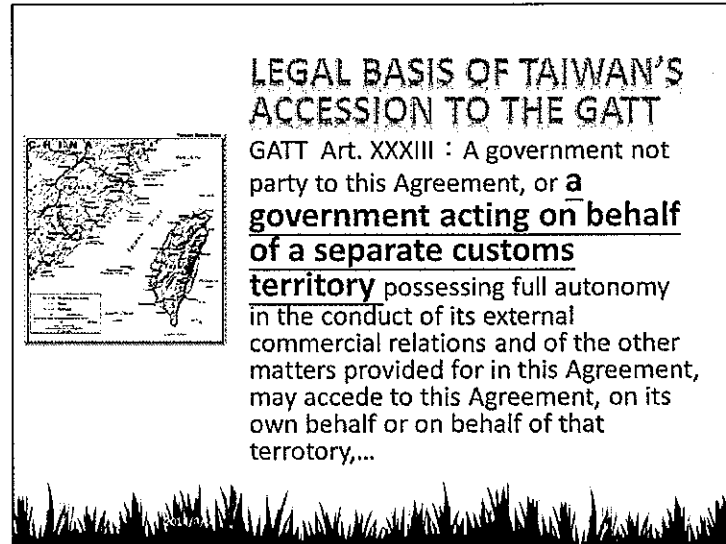 LEGAL BASIS OF TAIWAN'S
ACCESSION TO THE GATT
GATT Art. XXXIII : A government not
party to this Agreement, or a
government acting on behalf
of a separate customs
territory possessing full autonomy
in the conduct of its external
commercial relations and of the other
matters provided for in this Agreement,
may accede to this Agreement, on its
own behalf or on behalf of that
terrotory,...
C H I N A